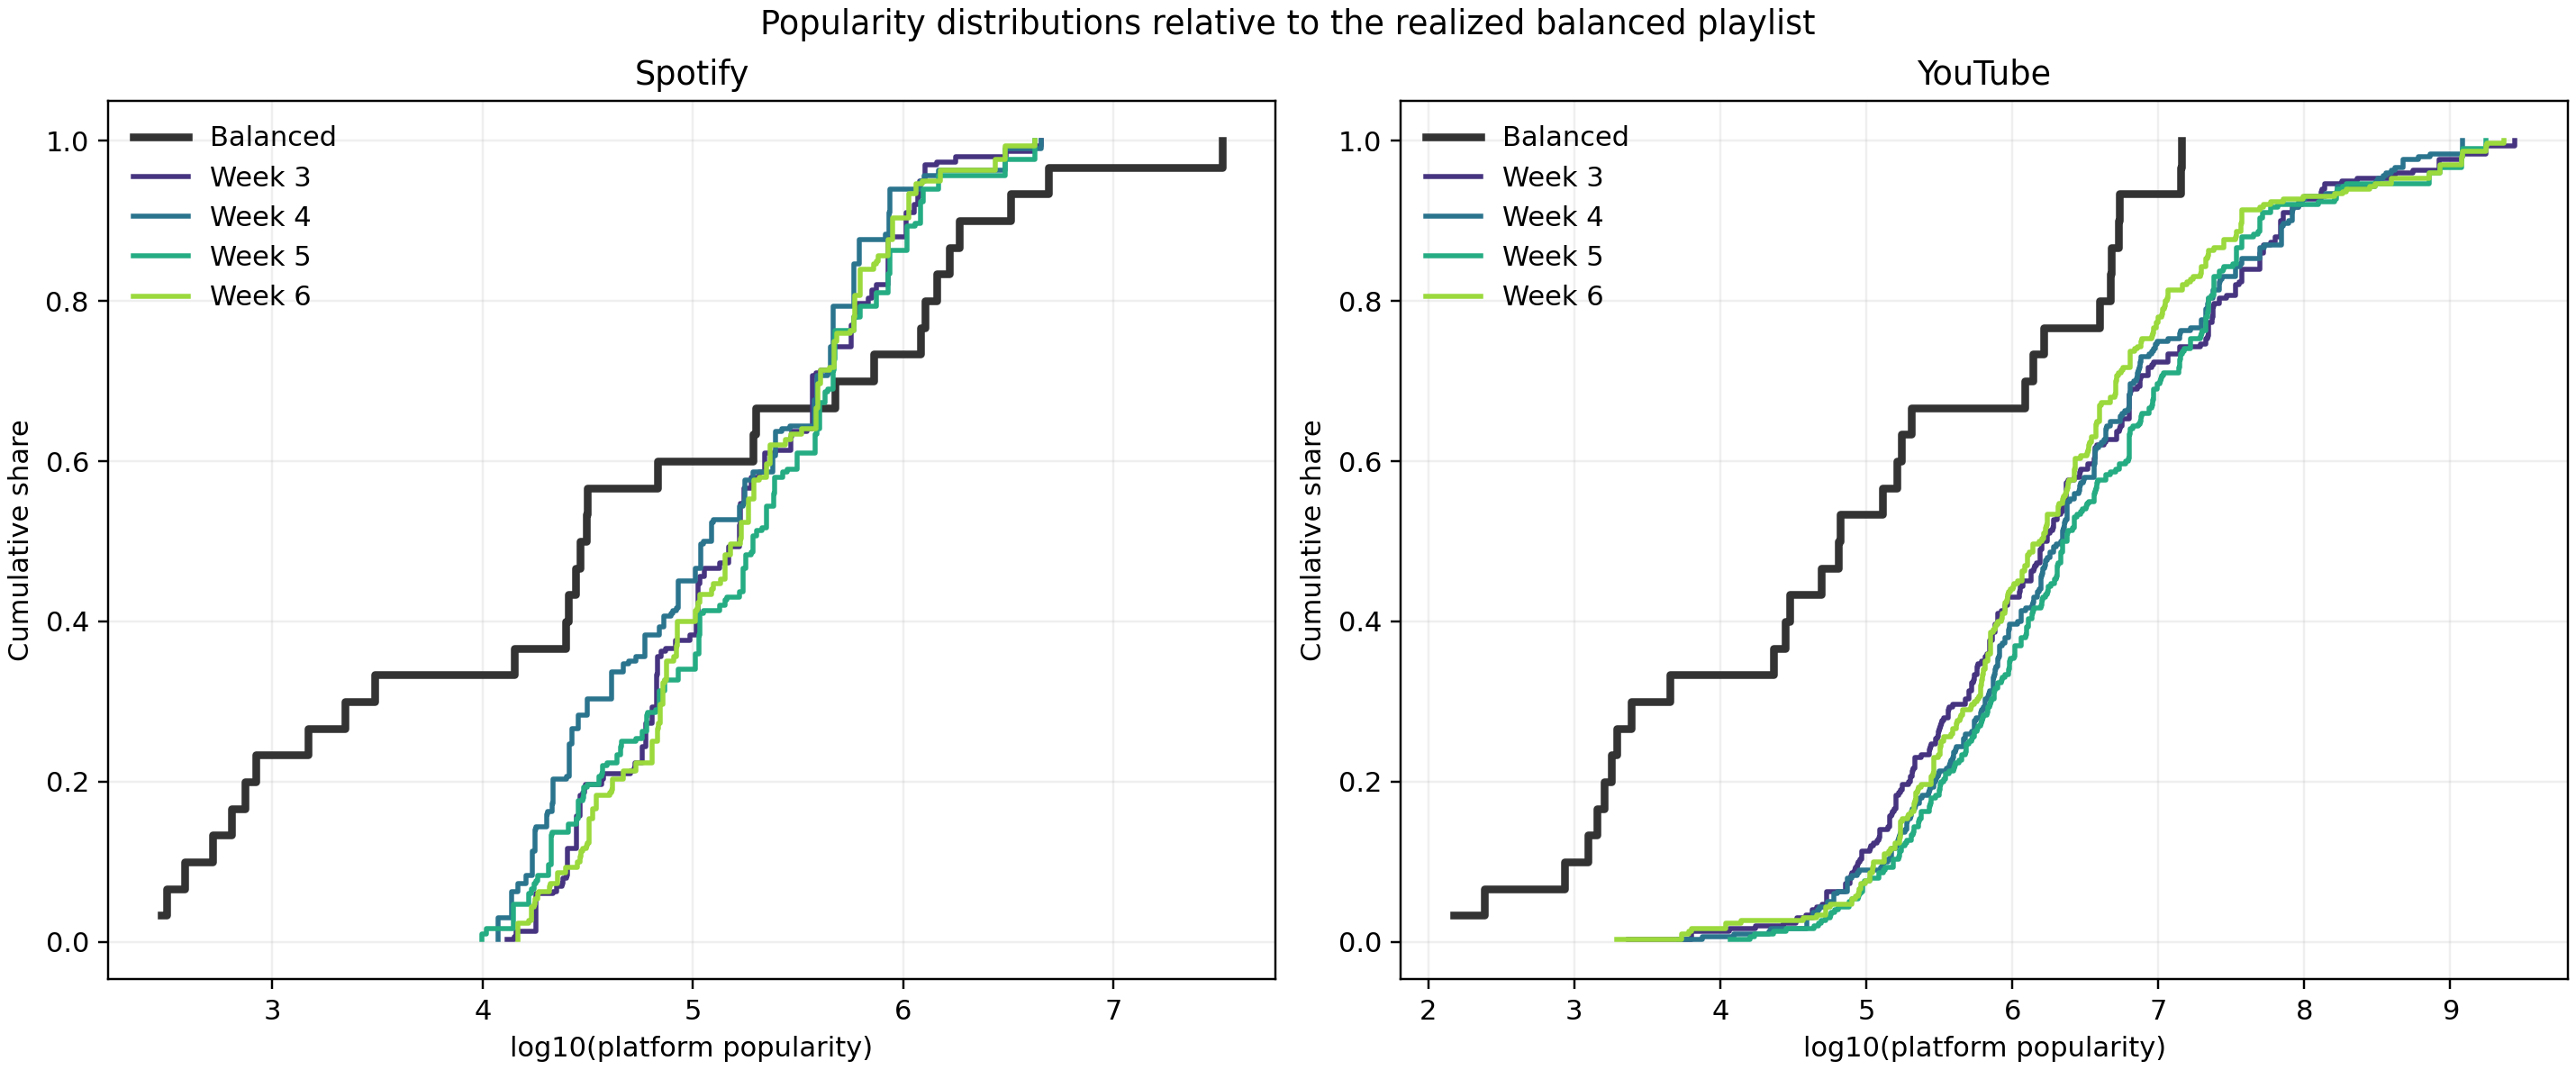 Popularity distributions relative to the realized balanced playlist
Spotify
Cumulative share
1.0
0.8
0.6
0.4
0.2
0.0
Balanced
Week 3
Week 4
Week 5
Week 6
3 4 5 6 7
log10(platform popularity)
YouTube
Cumulative share
1.0
0.8
0.6
0.4
0.2
0.0
Balanced
Week 3
Week 4
Week 5
Week 6
2 3 4 5 6 7 8 9
log10(platform popularity)